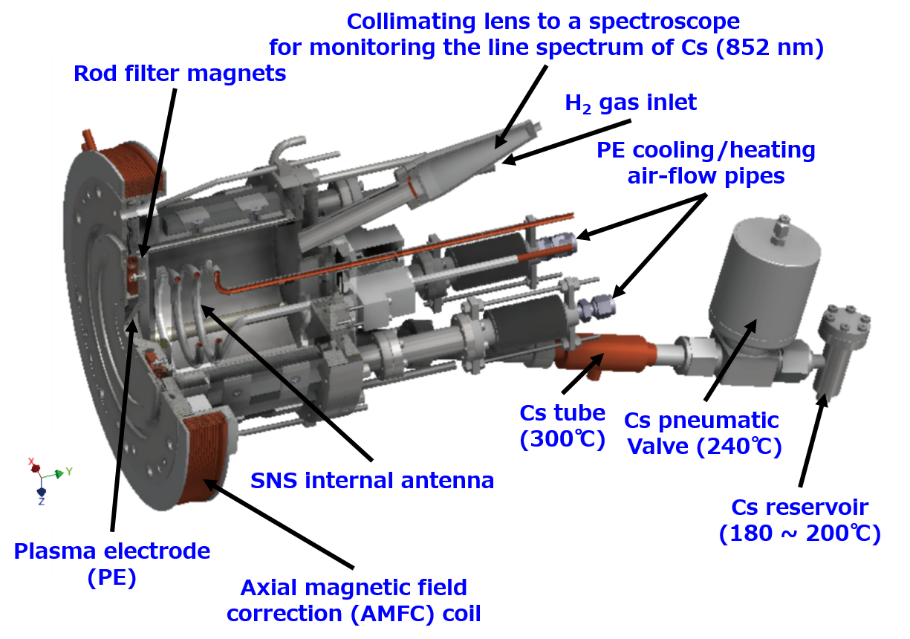 Collimating lens to a spectroscope
for monitoring the line spectrum of Cs (852 nm)
Rod filter magnets
H₂ gas inlet
PE cooling/heating
air-flow pipes
Cs tube
(300℃)
Cs pneumatic
Valve (240℃)
SNS internal antenna
Cs reservoir
(180 ~ 200℃)
Plasma electrode
(PE)
Axial magnetic field
correction (AMFC) coil
X
Y
Z